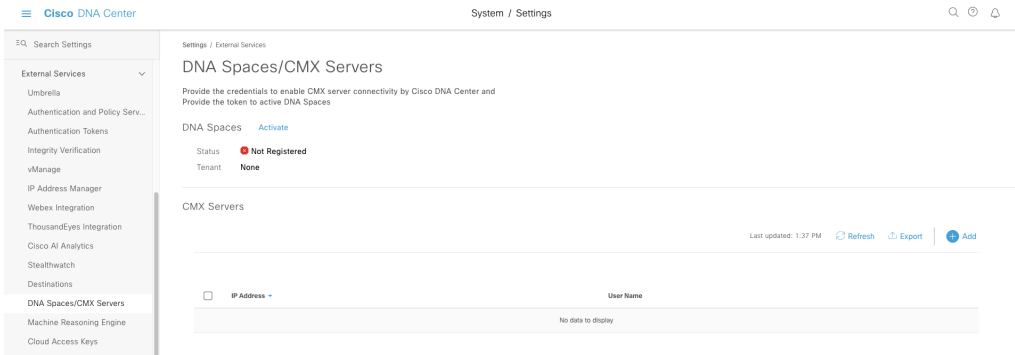 Cisco DNA Center
System / Settings
Search Settings
External Services
Umbrella
Authentication and Policy Serv...
Authentication Tokens
Integrity Verification
vManage
IP Address Manager
Webex Integration
ThousandEyes Integration
Cisco AI Analytics
Stealthwatch
Destinations
DNA Spaces/CMX Servers
Machine Reasoning Engine
Cloud Access Keys
Settings / External Services
DNA Spaces/CMX Servers
Provide the credentials to enable CMX server connectivity by Cisco DNA Center and
Provide the token to active DNA Spaces
DNA Spaces Activate
Status Not Registered
Tenant None
CMX Servers
Last updated: 1:37 PM Refresh Export Add
IP Address User Name
No data to display